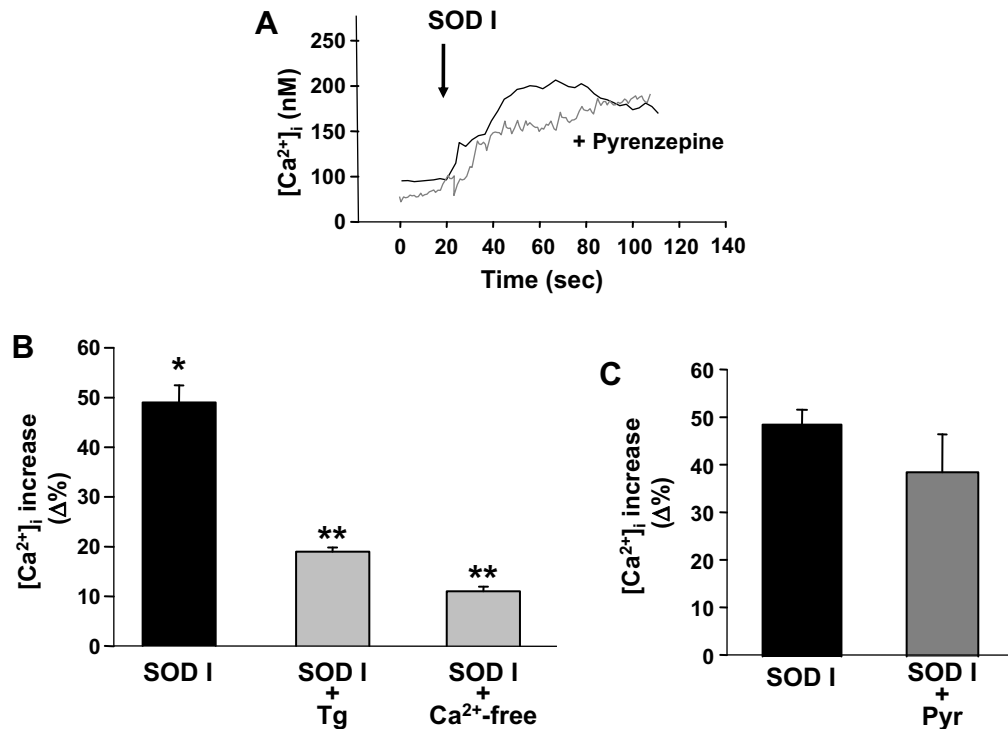 A
SOD I
[Ca²⁺]ᵢ (nM)
250
200
150
100
0
+ Pyrenzepine
0 20 40 60 80 100 120 140
Time (sec)
B
[Ca²⁺]ᵢ increase
(Δ%)
60
50
40
30
20
10
0
*
**
**
SOD I
SOD I
+
Tg
SOD I
+
Ca²⁺-free
C
[Ca²⁺]ᵢ increase
(Δ%)
60
50
40
30
20
10
0
SOD I
SOD I
+
Pyr